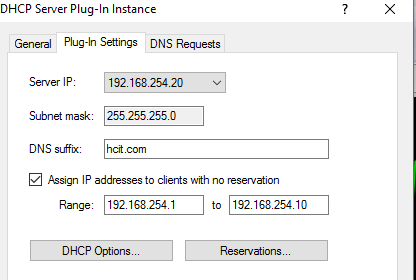 DHCP Server Plug-In Instance ? ×
General Plug-In Settings DNS Requests
Server IP: 192.168.254.20
Subnet mask: 255.255.255.0
DNS suffix: hcit.com
Assign IP addresses to clients with no reservation
Range: 192.168.254.1 to 192.168.254.10
DHCP Options... Reservations...